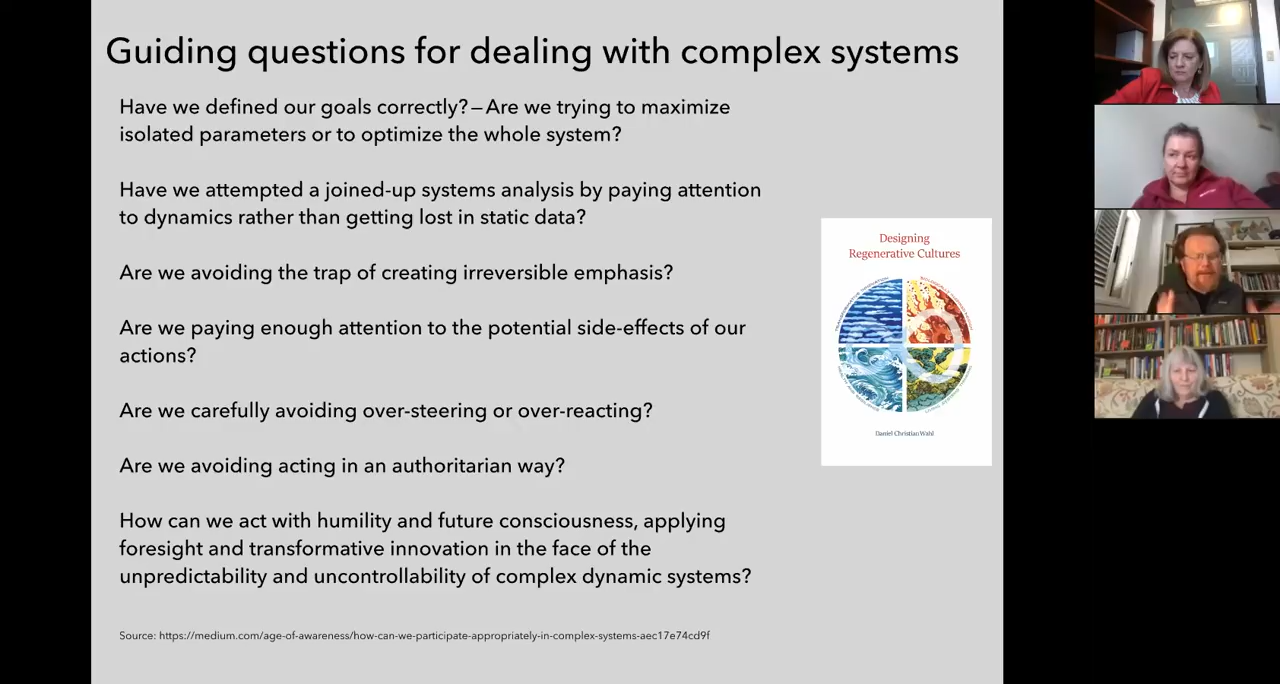 Guiding questions for dealing with complex systems
Have we defined our goals correctly? – Are we trying to maximize
isolated parameters or to optimize the whole system?
Have we attempted a joined-up systems analysis by paying attention
to dynamics rather than getting lost in static data?
Are we avoiding the trap of creating irreversible emphasis?
Are we paying enough attention to the potential side-effects of our
actions?
Are we carefully avoiding over-steering or over-reacting?
Are we avoiding acting in an authoritarian way?
How can we act with humility and future consciousness, applying
foresight and transformative innovation in the face of the
unpredictability and uncontrollability of complex dynamic systems?
Source: https://medium.com/age-of-awareness/how-can-we-participate-appropriately-in-complex-systems-aec17e74cd9f
Designing
Regenerative Cultures
Daniel Christian Wahl